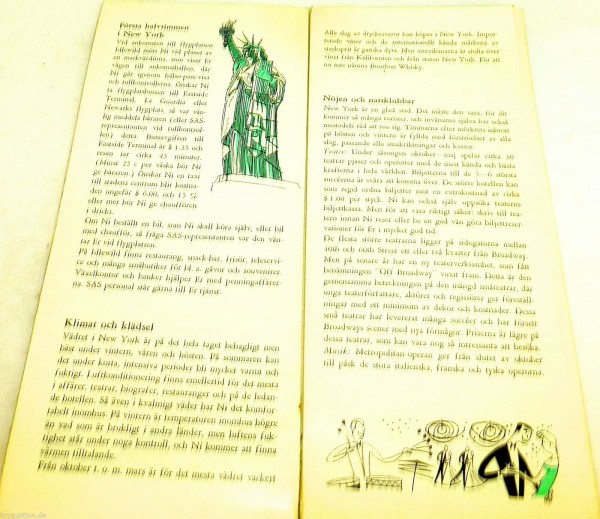 Första halvtimmen
i New York
Vid ankomsten till flygplatsen
Idlewild möts Ni vid planet av
en markvärdinna, som visar Er
vägen till ankomsthallen, där
Ni går igenom hälso-pass-visa
och tullkontrollerna. Önskar Ni
ta flygbussen till Eastside
Terminal, La Guardia eller
Newarks flygplats, så var vän-
lig meddela bäraren (eller SAS-
representanten vid tullkontrol-
len) detta. Bussavgiften till
Eastside Terminal är $ 1.35 och
resan tar cirka 45 minuter.
(Minst 25 c per väska bör Ni
ge bäraren.) Önskar Ni en taxi
till stadens centrum blir kostna-
den ungefär $ 6.00, och 15 %
eller mer bör Ni ge chauffören
i dricks.
Om Ni beställt en bil, som Ni skall köra själv, eller bil
med chaufför, så fråga SAS-representanten var den vän-
tar Er vid flygplatsen.
På Idlewild finns restaurang, snack-bar, frisör, teleservi-
ce och många småbutiker för bl. a. gåvor och souvenirer.
Växelkontor och banker hjälper Er med penningaffärer-
na. SAS personal står gärna till Er tjänst.
Klimat och klädsel
Vädret i New York är på det hela taget behagligt men
bäst under vintern, våren och hösten. På sommaren kan
det under korta, intensiva perioder bli mycket varmt och
fuktigt. Luftkonditionering finns emellertid för det mesta
i affärer, teatrar, biografer, restauranger och på de ledan-
de hotellen. Så även i kvalmigt väder har Ni det komfor-
tabelt inomhus. På vintern är temperaturen inomhus högre
än vad som är brukligt i andra länder, men luftens fuk-
tighet står under noga kontroll, och Ni kommer att finna
värmen tilltalande.
Från oktober t. o. m. mars är för det mesta vädret vackert
Alla slag av dryckesvaror kan köpas i New York. Impor-
terade viner och de internationellt kända märkena av
starksprit är ganska dyra. Men amerikanarna är stolta över
vinet från Kalifornien och från staten New York. För att
nu inte nämna Bourbon Whisky.
Nöjen och nattklubbar
New York är en glad stad. Det måste den vara, för dit
kommer så många turister, och invånarna själva har också
mestadels råd att roa sig. Timmarna efter mörkrets inbrott
på hösten och vintern är fyllda med förströelser av alla
slag, passande alla smakriktningar och kassor.
Teater: Under säsongen oktober—maj spelar cirka 30
teatrar pjäser och operetter med de mest kända och bästa
krafterna i hela världen. Biljetterna till de 5—6 största
succéerna är svåra att komma över. De större hotellen kan
som regel ordna biljetter mot en extrakostnad av cirka
$ 1.00 per styck. Ni kan också själv uppsöka teaterns
biljettkassa. Men för att vara riktigt säker: skriv till tea-
tern innan Ni reser eller be en god vän göra biljettreser-
vationer för Er i mycket god tid.
De flesta större teatrarna ligger på sidogatorna mellan
40th och 60th Street ett eller två kvarter från Broadway.
Men på senare år har en ny teaterverksamhet, som fått
benämningen "Off Broadway" vuxit fram. Detta är den
gemensamma beteckningen på den mängd småteatrar, där
unga teaterförfattare, aktörer och regissörer ger föreställ-
ningar med ett minimum av dekor och kostnader. Dessa
små teatrar har levererat många succéer och har försett
Broadways scener med nya förmågor. Priserna är lägre på
dessa teatrar, som kan vara nog så intressanta att besöka.
Musik: Metropolitan-operan ger från slutet av oktober
till påsk de stora italienska, franska och tyska operorna.